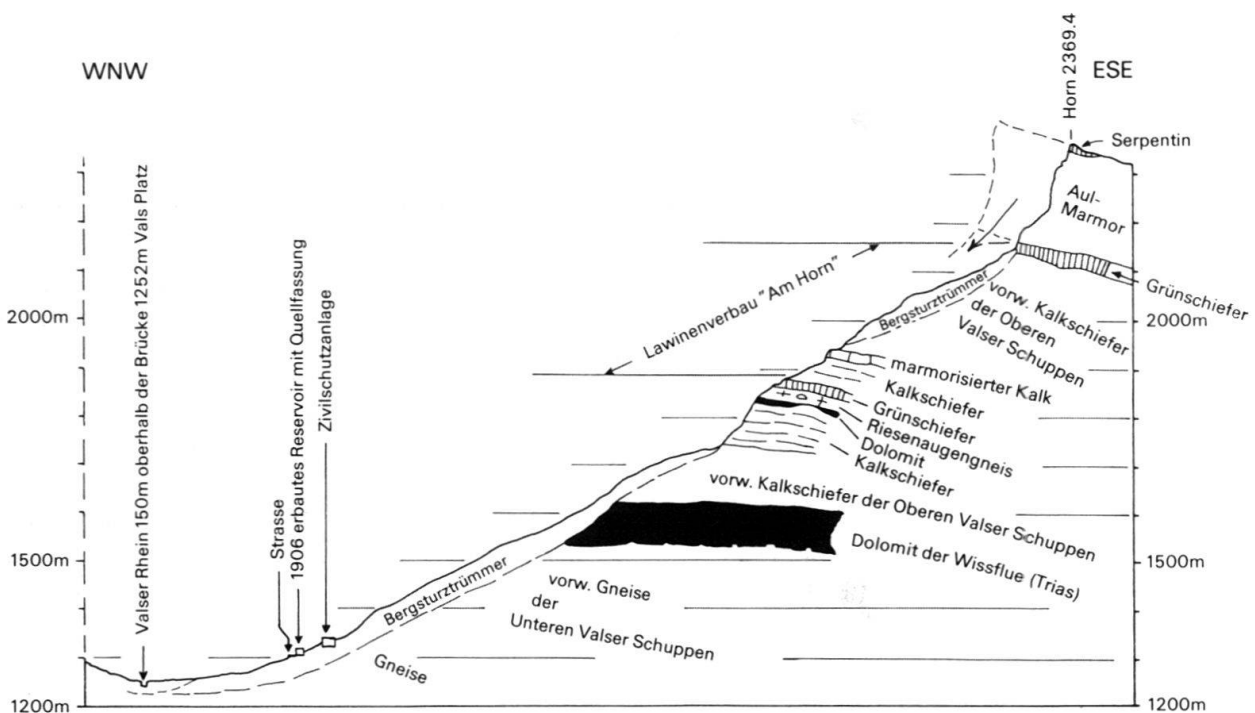 WNW
ESE
Horn 2369.4
Serpentin
Aul-
Marmor
Grünschiefer
Valser Rhein 150m oberhalb der Brücke 1252m Vals Platz
Strasse
1906 erbautes Reservoir mit Quellfassung
Zivilschutzanlage
Lawinenverbau "Am Horn"
Bergsturztrümmer
vorw. Kalkschiefer
der Oberen
Valser Schuppen
2000m
2000m
marmorisierter Kalk
Kalkschiefer
Grünschiefer
Riesenaugengneis
Dolomit
Kalkschiefer
vorw. Kalkschiefer der Oberen Valser Schuppen
Dolomit der Wissflue (Trias)
1500m
1500m
Bergsturztrümmer
vorw. Gneise
der
Unteren Valser Schuppen
Gneise
1200m
1200m